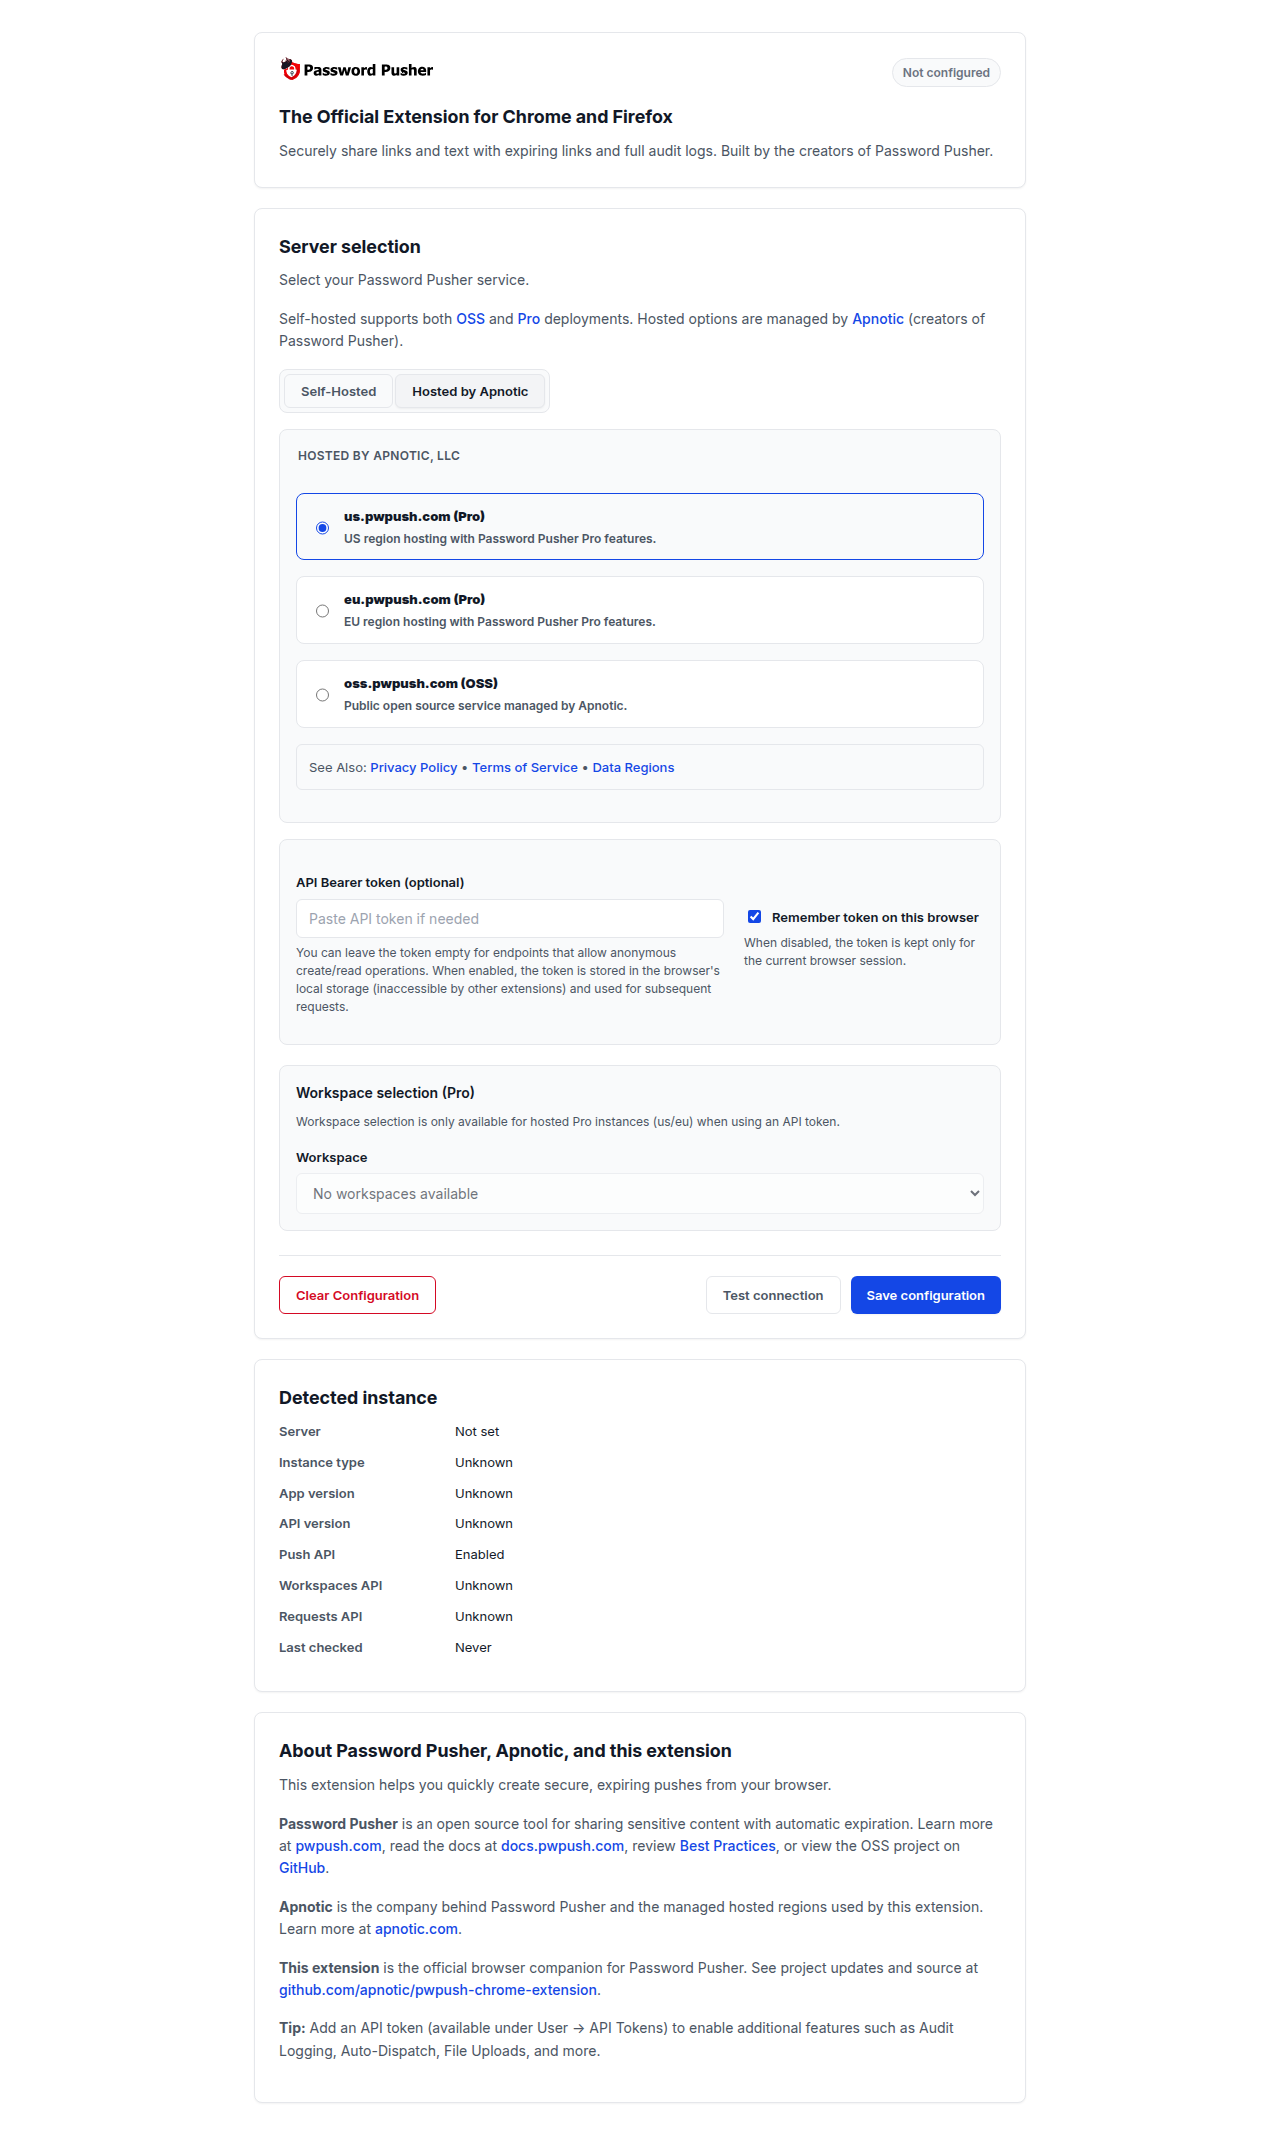 Password Pusher
Not configured
The Official Extension for Chrome and Firefox
Securely share links and text with expiring links and full audit logs. Built by the creators of Password Pusher.
Server selection
Select your Password Pusher service.
Self-hosted supports both OSS and Pro deployments. Hosted options are managed by Apnotic (creators of
Password Pusher).
Self-Hosted
Hosted by Apnotic
HOSTED BY APNOTIC, LLC
us.pwpush.com (Pro)
US region hosting with Password Pusher Pro features.
eu.pwpush.com (Pro)
EU region hosting with Password Pusher Pro features.
oss.pwpush.com (OSS)
Public open source service managed by Apnotic.
See Also: Privacy Policy • Terms of Service • Data Regions
API Bearer token (optional)
Paste API token if needed
You can leave the token empty for endpoints that allow anonymous
create/read operations. When enabled, the token is stored in the browser's
local storage (inaccessible by other extensions) and used for subsequent
requests.
Remember token on this browser
When disabled, the token is kept only for
the current browser session.
Workspace selection (Pro)
Workspace selection is only available for hosted Pro instances (us/eu) when using an API token.
Workspace
No workspaces available
Clear Configuration
Test connection
Save configuration
Detected instance
Server Not set
Instance type Unknown
App version Unknown
API version Unknown
Push API Enabled
Workspaces API Unknown
Requests API Unknown
Last checked Never
About Password Pusher, Apnotic, and this extension
This extension helps you quickly create secure, expiring pushes from your browser.
Password Pusher is an open source tool for sharing sensitive content with automatic expiration. Learn more
at pwpush.com, read the docs at docs.pwpush.com, review Best Practices, or view the OSS project on
GitHub.
Apnotic is the company behind Password Pusher and the managed hosted regions used by this extension.
Learn more at apnotic.com.
This extension is the official browser companion for Password Pusher. See project updates and source at
github.com/apnotic/pwpush-chrome-extension.
Tip: Add an API token (available under User → API Tokens) to enable additional features such as Audit
Logging, Auto-Dispatch, File Uploads, and more.